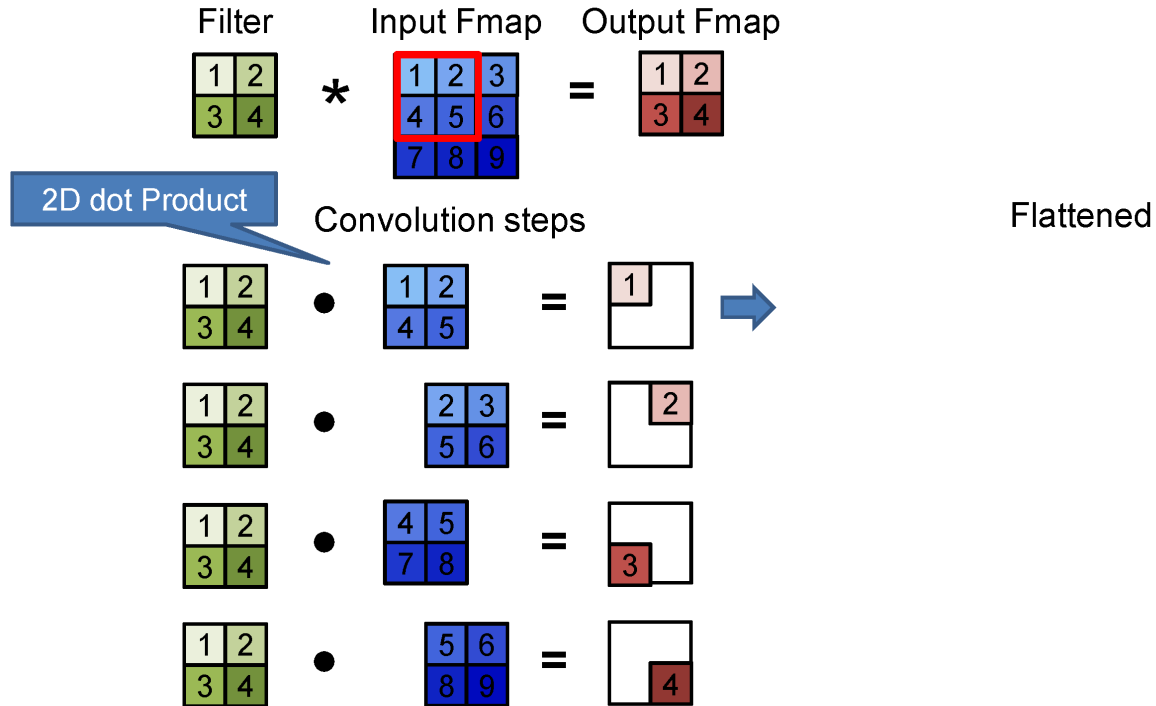 Filter Input Fmap Output Fmap
1 2 * 1 2 3 = 1 2
3 4 4 5 6 3 4
7 8 9
2D dot Product
Convolution steps Flattened
1 2 1 2 1
3 4 • 4 5 =
1 2 2 3 2
3 4 • 5 6 =
1 2 4 5
3 4 • 7 8 = 3
1 2 5 6
3 4 • 8 9 = 4